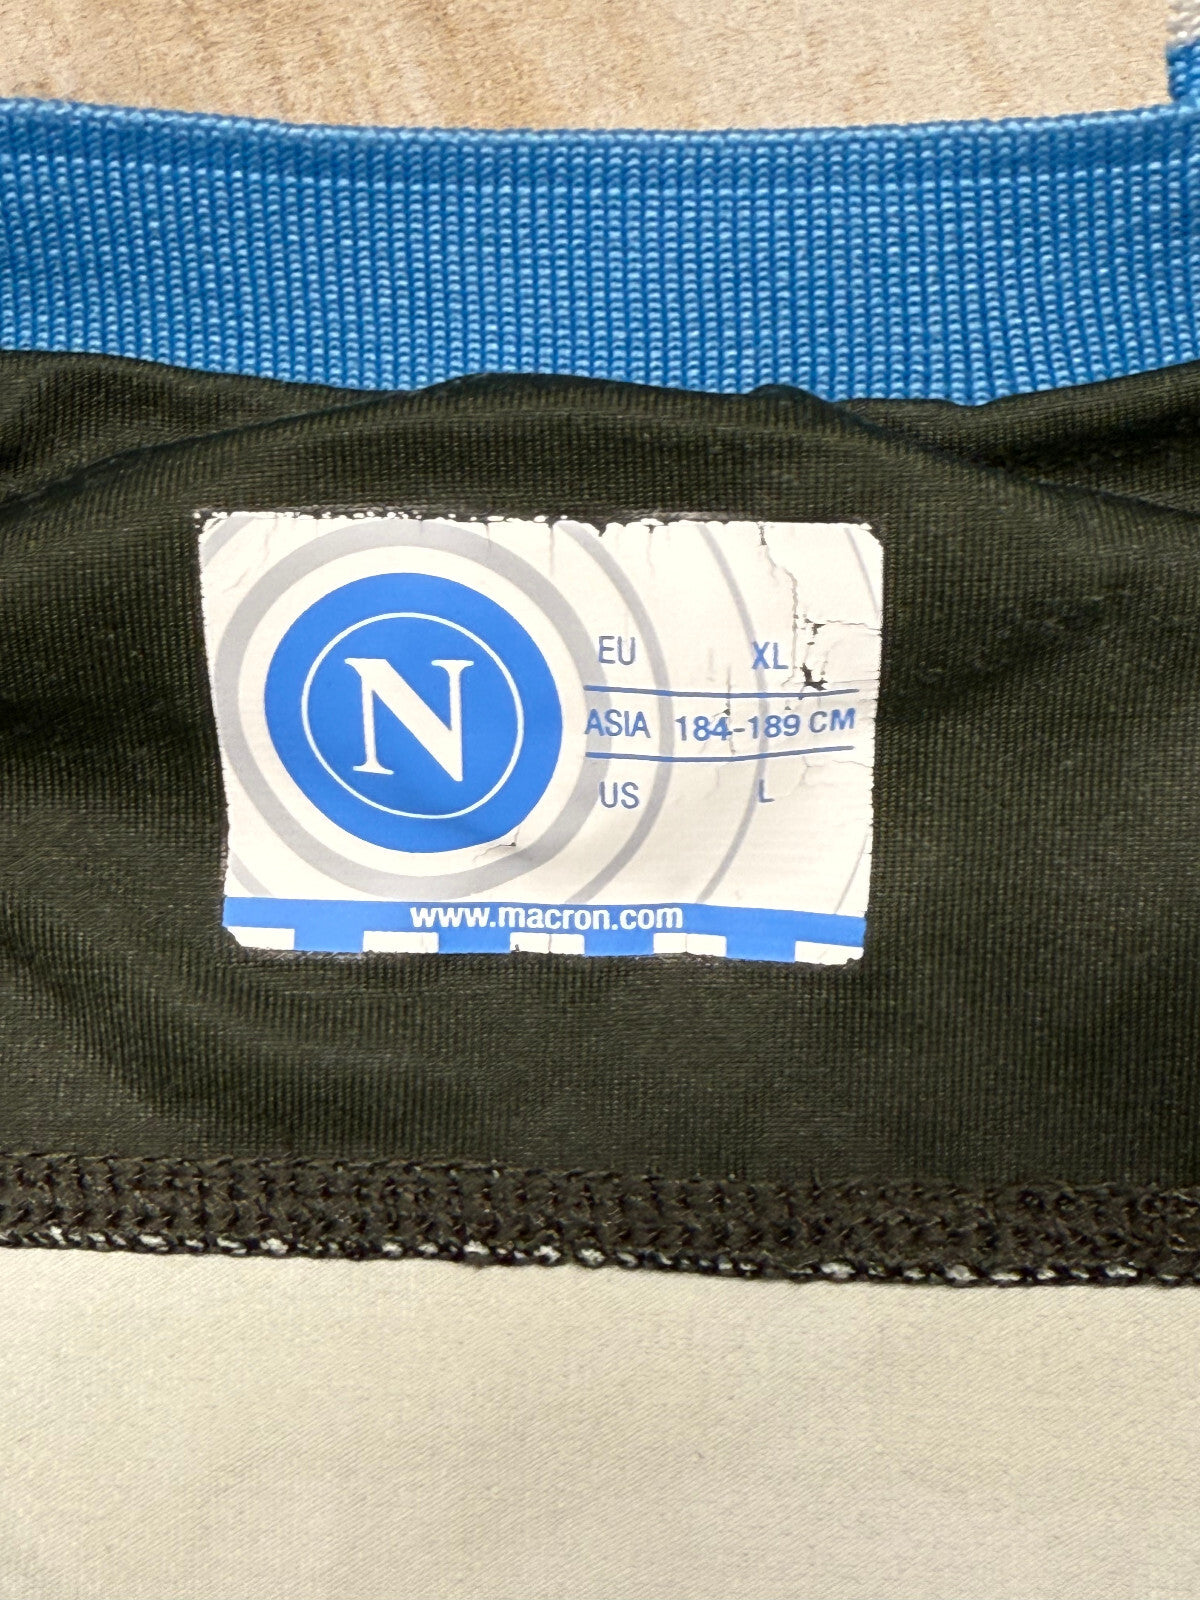 N
EU XL
ASIA 184-189 CM
US L
www.macron.com